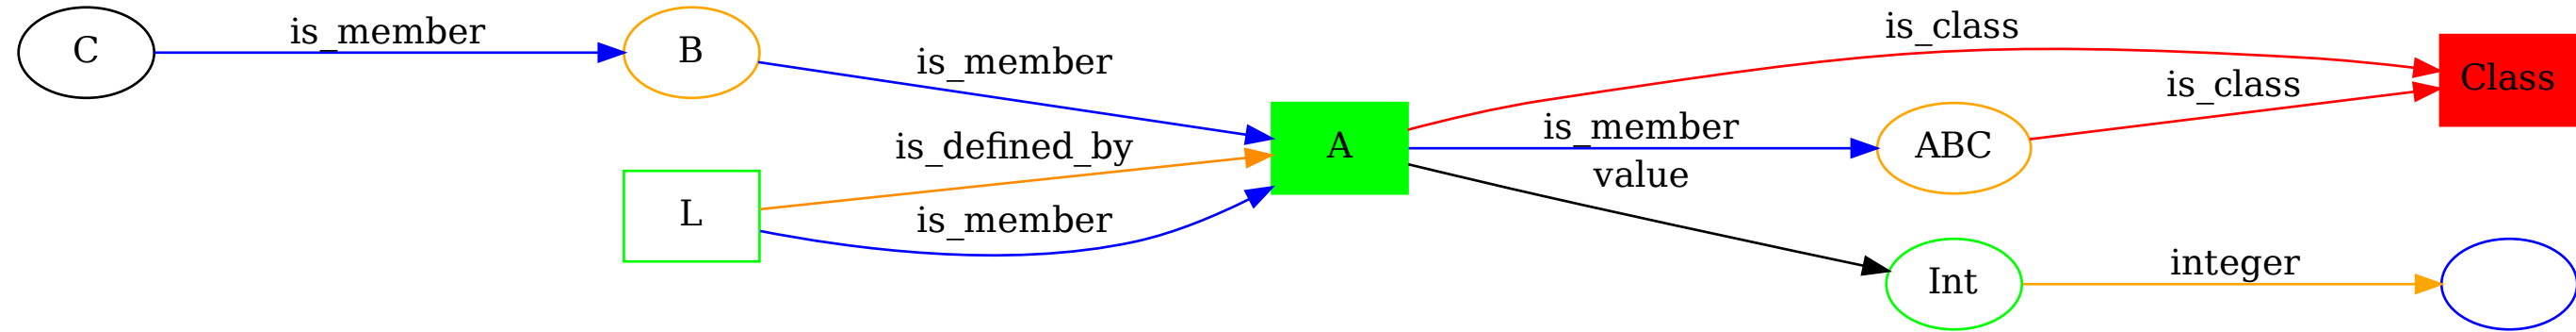 C
is_member
B
is_member
is_defined_by
L
is_member
A
is_class
is_member
value
ABC
is_class
Class
Int
integer